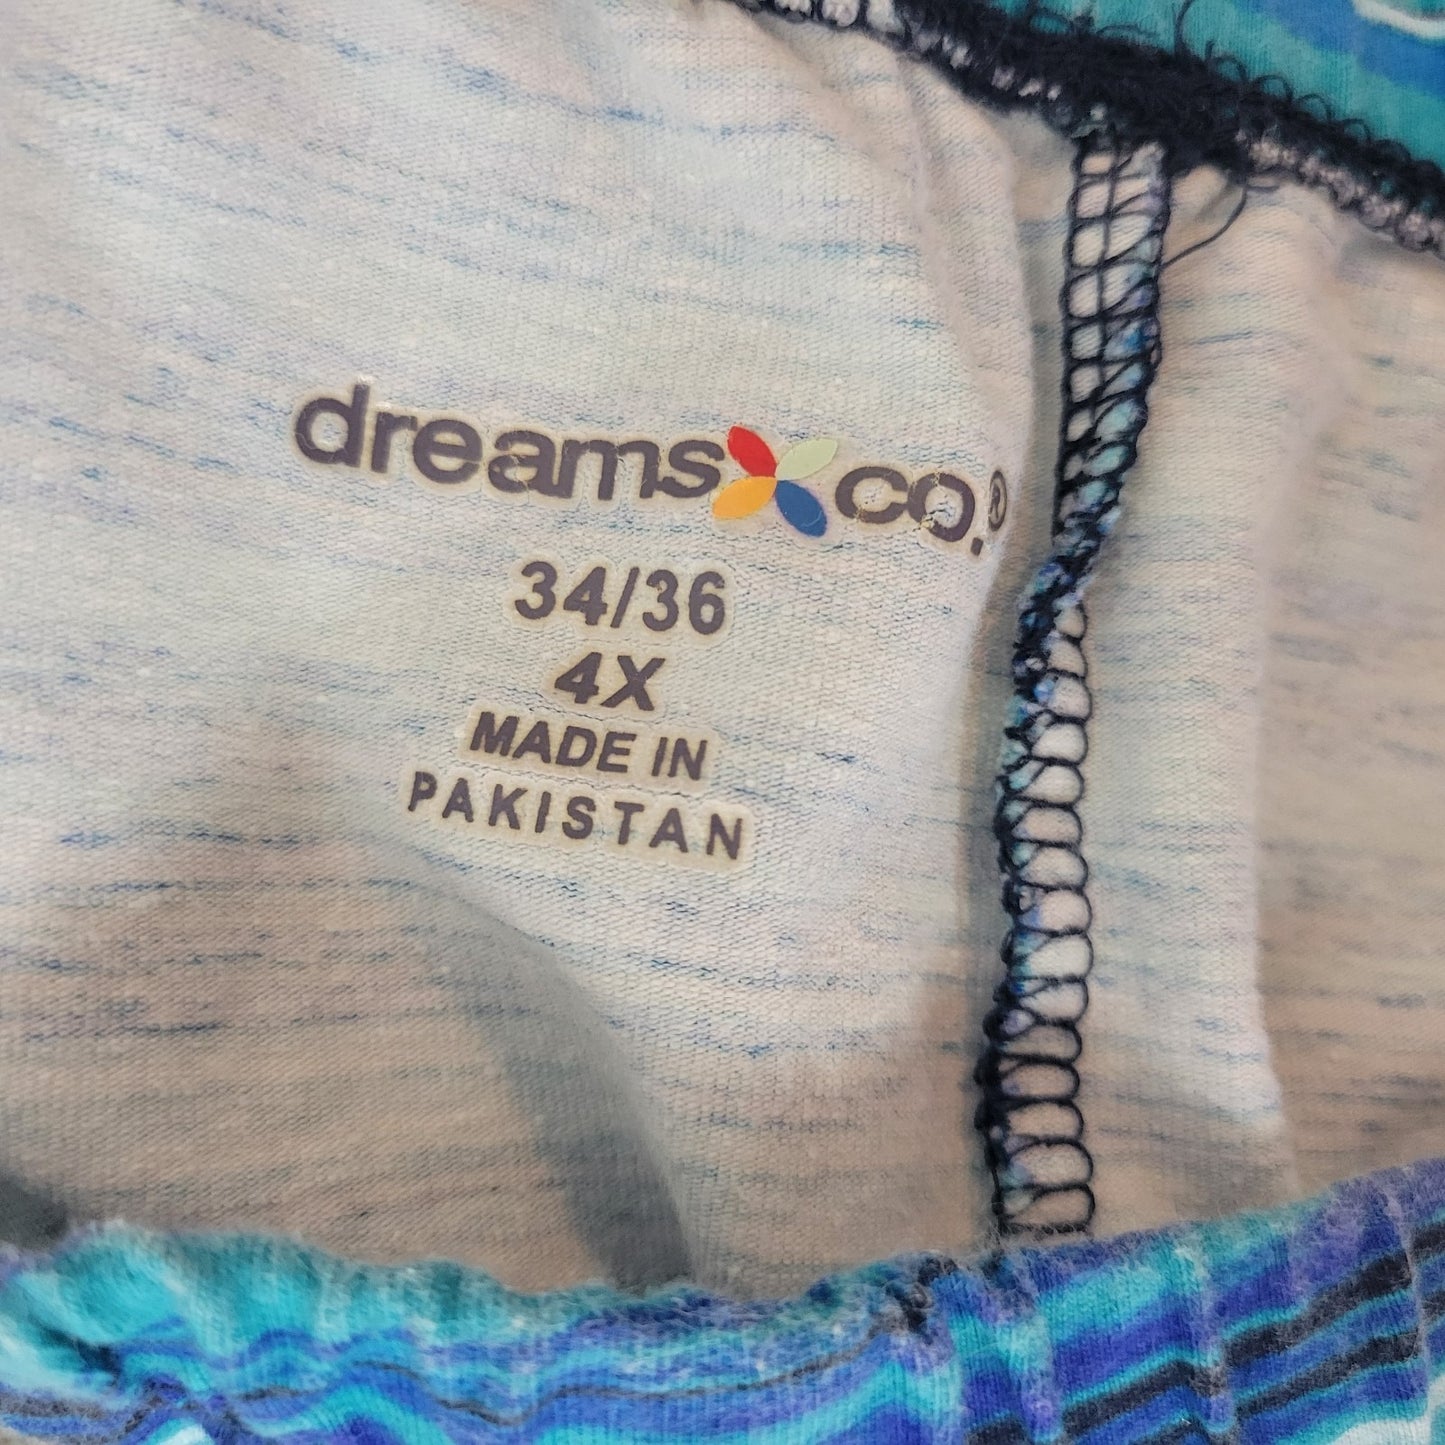 dreams co.®
34/36
4X
MADE IN
PAKISTAN